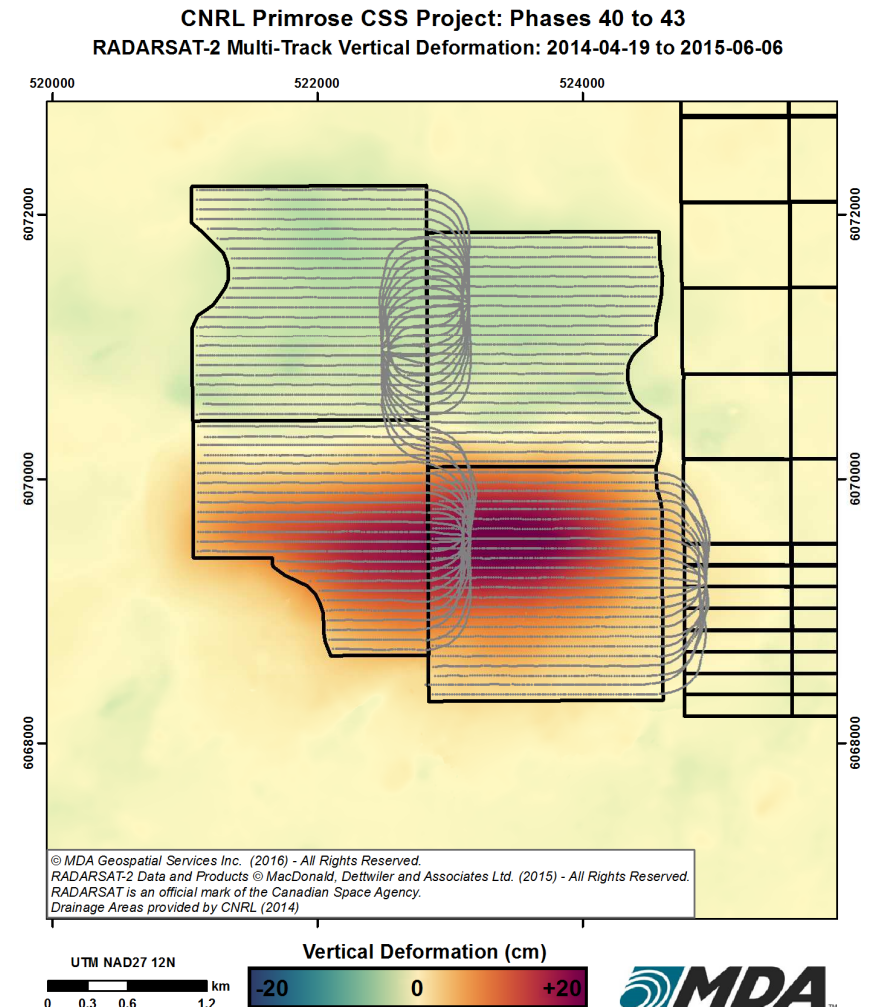 CNRL Primrose CSS Project: Phases 40 to 43
RADARSAT-2 Multi-Track Vertical Deformation: 2014-04-19 to 2015-06-06
520000 522000 524000
6072000 6072000
6070000 6070000
6068000 6068000
© MDA Geospatial Services Inc. (2016) - All Rights Reserved.
RADARSAT-2 Data and Products © MacDonald, Dettwiler and Associates Ltd. (2015) - All Rights Reserved.
RADARSAT is an official mark of the Canadian Space Agency.
Drainage Areas provided by CNRL (2014)
Vertical Deformation (cm)
UTM NAD27 12N
km
-20 0 +20
0 0.3 0.6 1.2
MDA™